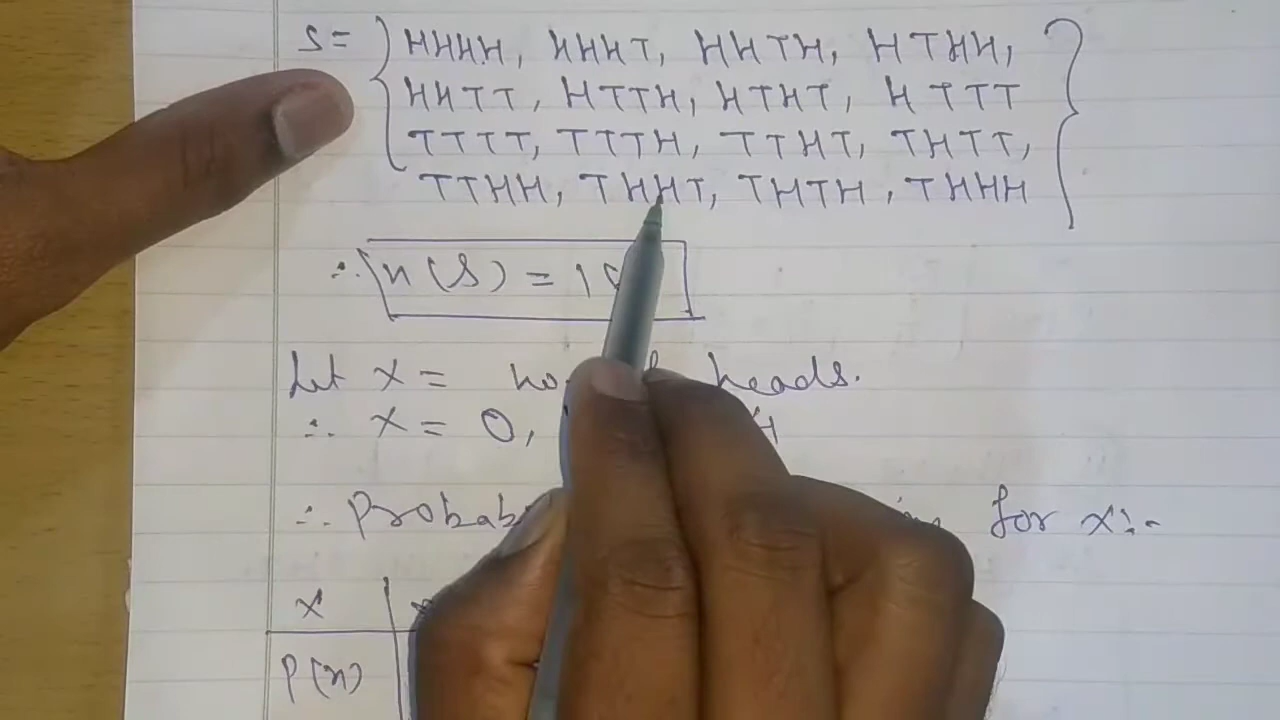 S = { HHHH, HHHT, HHTH, HTHH, }
HHTT, HTTH, HTHT, HTTT
TTTT, TTTH, TTHT, THTT,
TTHH, THHT, THTH, THHH
∴ n(S) = 1
Let X = heads.
∴ X = 0, 4
∴ for X:-
X
P(x)